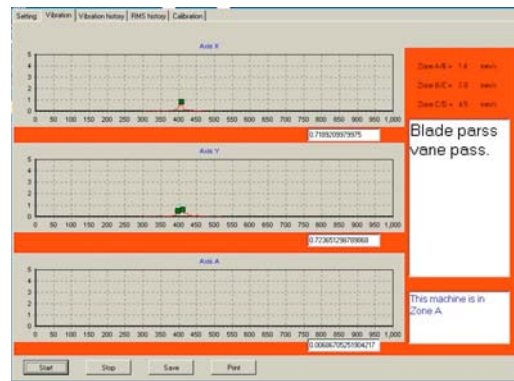 Setting Vibration Vibration history RMS history Calibration
Axis X
5
4
3
2
1
0
0 50 100 150 200 250 300 350 400 450 500 550 600 650 700 750 800 850 900 950 1,000
0.7189209979975
Axis Y
5
4
3
2
1
0
0 50 100 150 200 250 300 350 400 450 500 550 600 650 700 750 800 850 900 950 1,000
Axis A
5
4
3
2
1
0
0 50 100 150 200 250 300 350 400 450 500 550 600 650 700 750 800 850 900 950 1,000
0.00686705251904217
Zone A/B =
Zone B/C =
Zone C/D =
Blade parss
vane pass.
This machine is in
Zone A
Start Stop Save Print